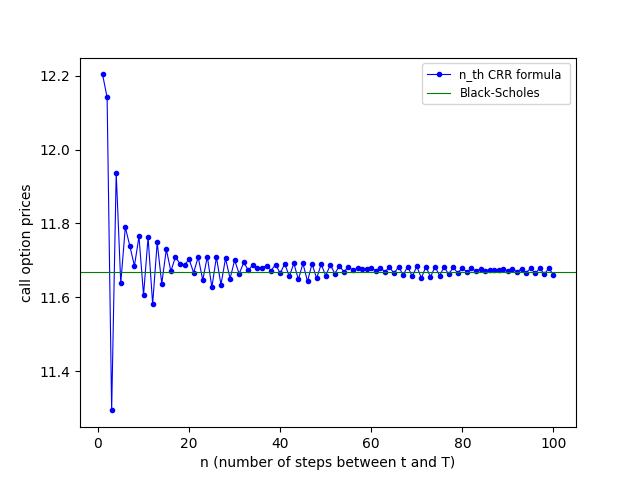 12.2
12.0
11.8
11.6
11.4
call option prices
0
20
40
60
80
100
n (number of steps between t and T)
n_th CRR formula
Black-Scholes